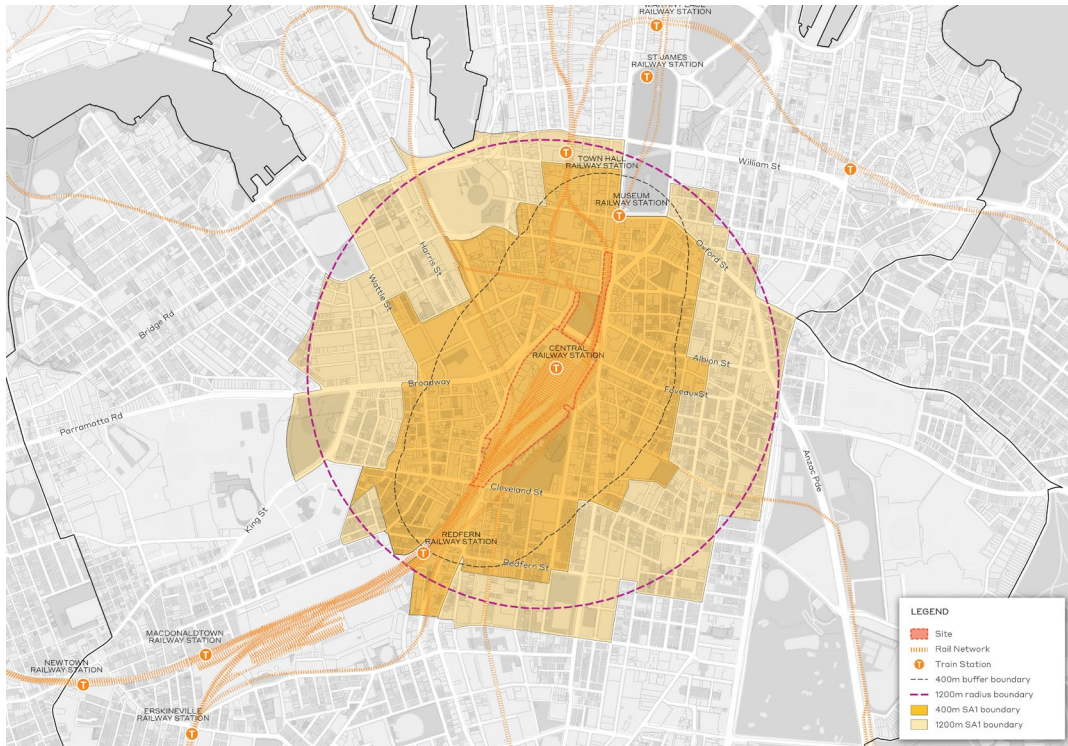 RAILWAY STATION
ST JAMES
RAILWAY STATION
TOWN HALL
RAILWAY STATION
William St
MUSEUM
RAILWAY STATION
Oxford St
Harris St
Wattle St
Bridge Rd
CENTRAL
RAILWAY STATION
Albion St
Broadway
Foveaux St
Parramatta Rd
Anzac Pde
Cleveland St
King St
REDFERN
RAILWAY STATION
Redfern St
MACDONALDTOWN
RAILWAY STATION
NEWTOWN
RAILWAY STATION
ERSKINEVILLE
RAILWAY STATION
LEGEND
Site
Rail Network
T Train Station
400m buffer boundary
1200m radius boundary
400m SA1 boundary
1200m SA1 boundary